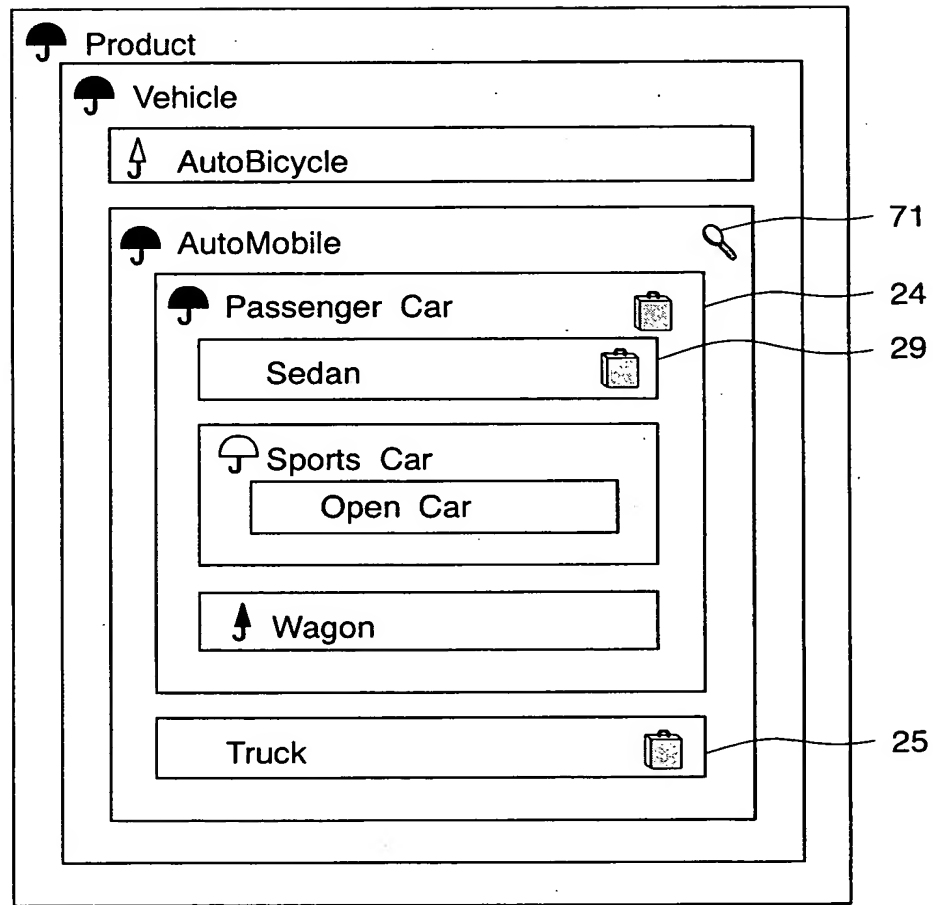 Product
Vehicle
AutoBicycle
AutoMobile
71
Passenger Car
24
Sedan
29
Sports Car
Open Car
Wagon
Truck
25